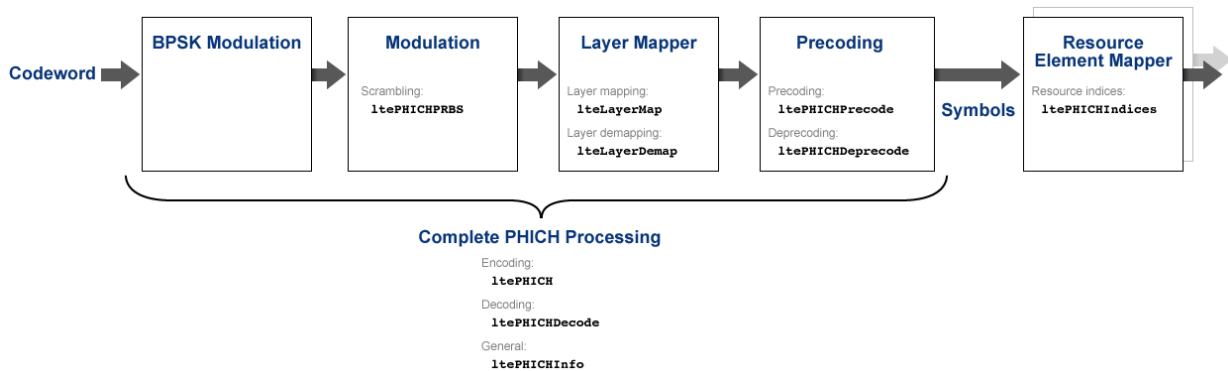 Codeword
BPSK Modulation
Modulation
Scrambling:
ltePHICHPRBS
Layer Mapper
Layer mapping:
lteLayerMap
Layer demapping:
lteLayerDemap
Precoding
Precoding:
ltePHICHPrecode
Deprecoding:
ltePHICHDeprecode
Symbols
Resource
Element Mapper
Resource indices:
ltePHICHIndices
Complete PHICH Processing
Encoding:
ltePHICH
Decoding:
ltePHICHDecode
General:
ltePHICHInfo